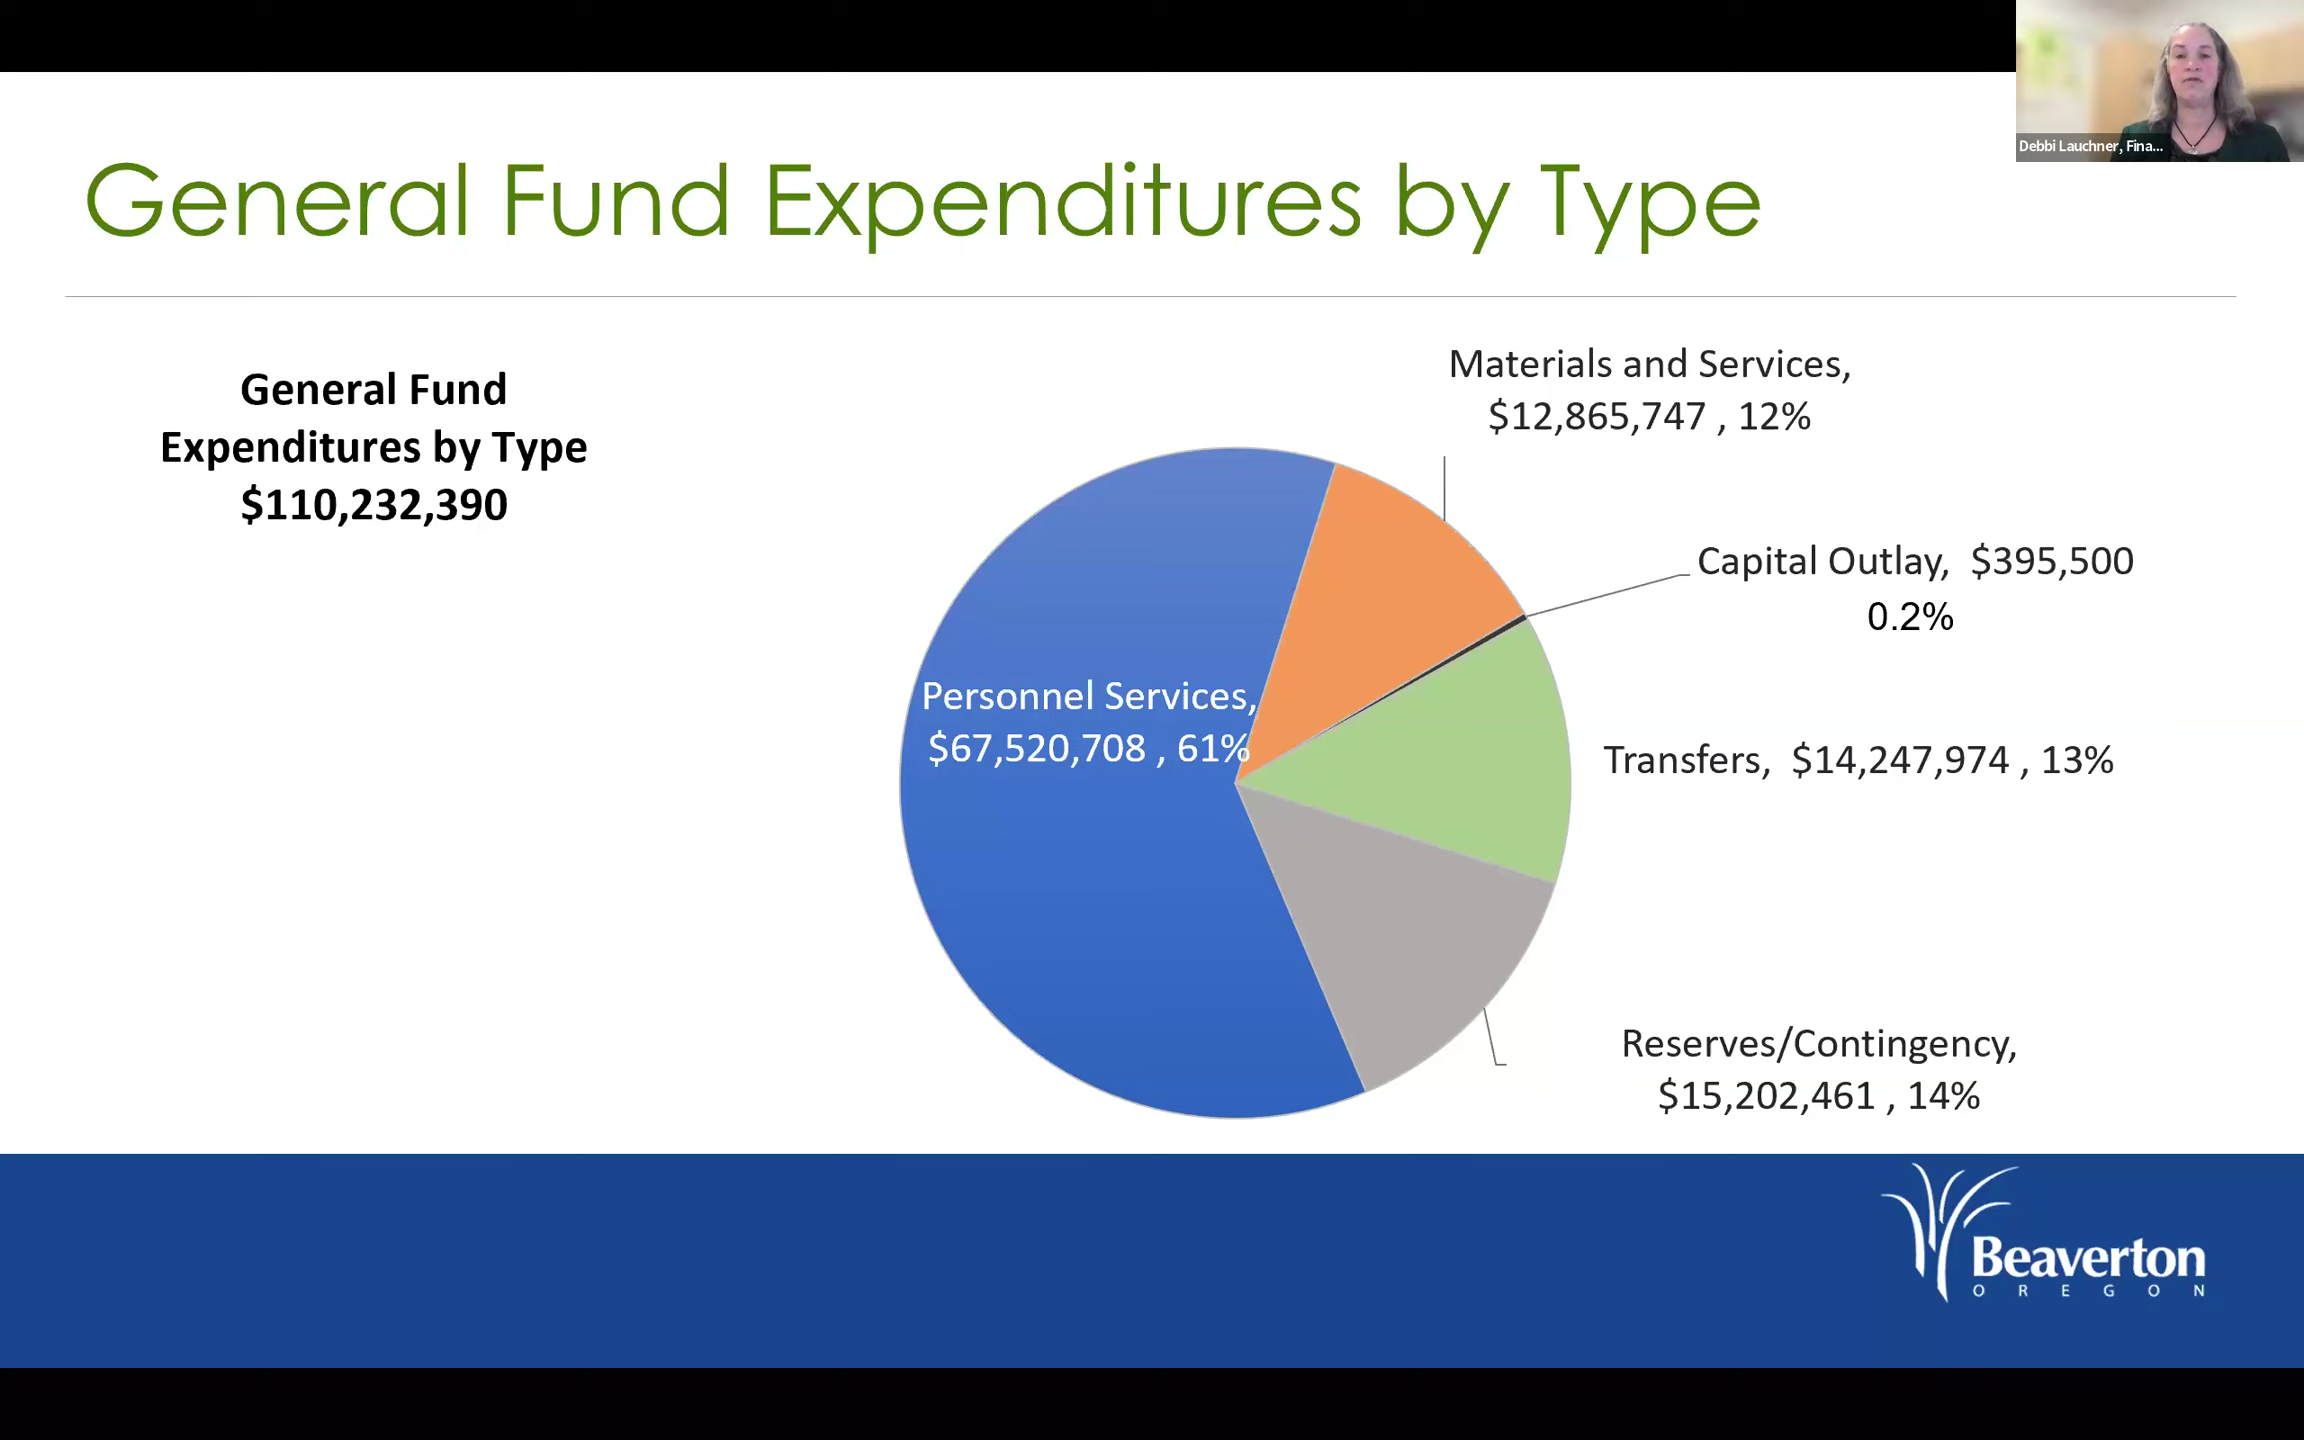 Debbi Lauchner, Fina...
General Fund Expenditures by Type
General Fund
Expenditures by Type
$110,232,390
Materials and Services,
$12,865,747 , 12%
Capital Outlay, $395,500
0.2%
Personnel Services,
$67,520,708 , 61%
Transfers, $14,247,974 , 13%
Reserves/Contingency,
$15,202,461 , 14%
Beaverton
OREGON